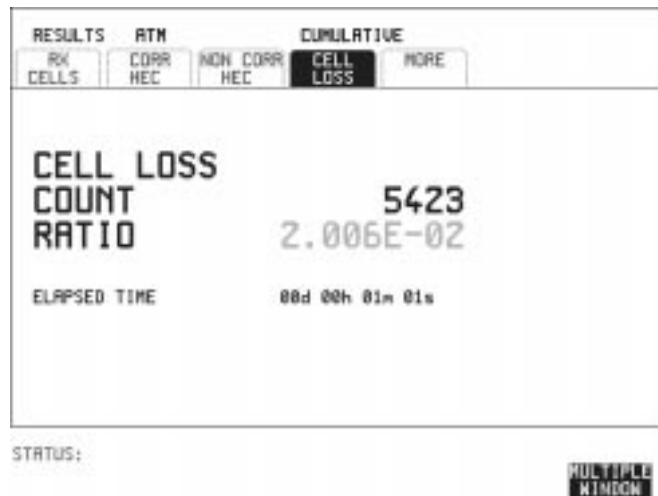 RESULTS ATM CUMULATIVE
RX CELLS CORR HEC NON CORR HEC CELL LOSS MORE
CELL LOSS
COUNT 5423
RATIO 2.006E-02
ELAPSED TIME 00d 00h 01m 01s
STATUS:
MULTIPLE WINDOW